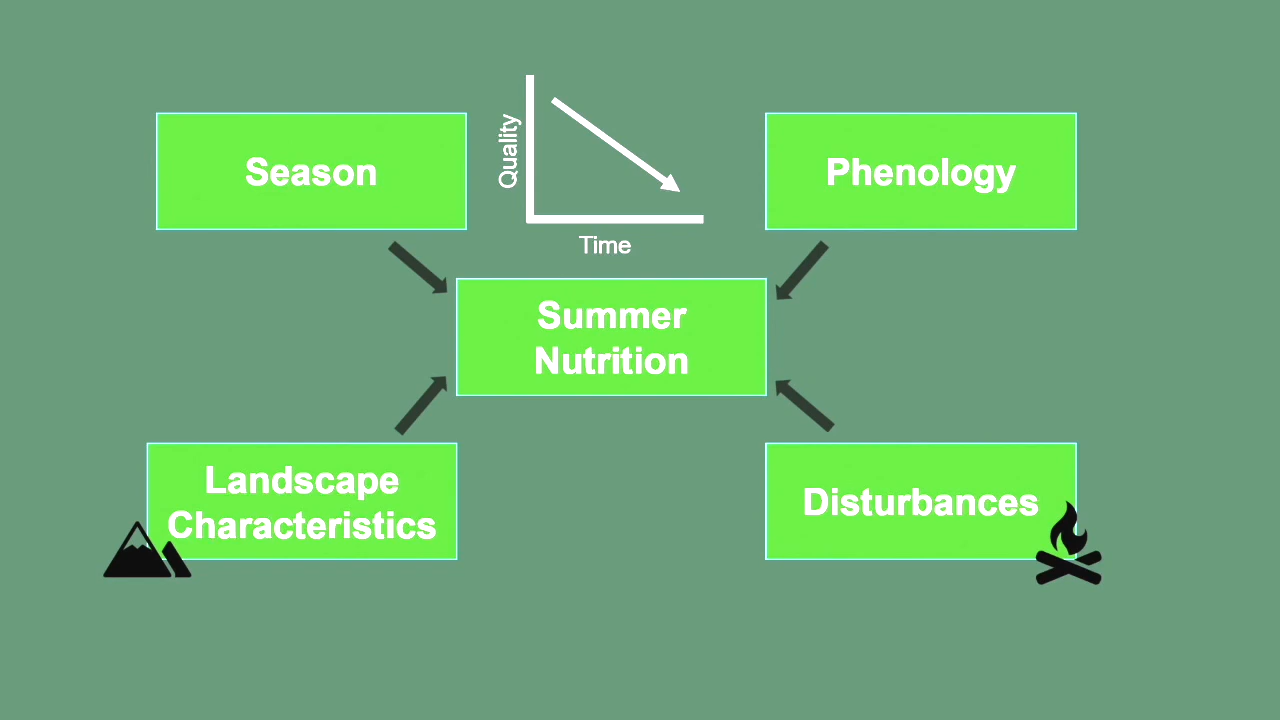 Season
Quality
Time
Phenology
Summer
Nutrition
Landscape
Characteristics
Disturbances